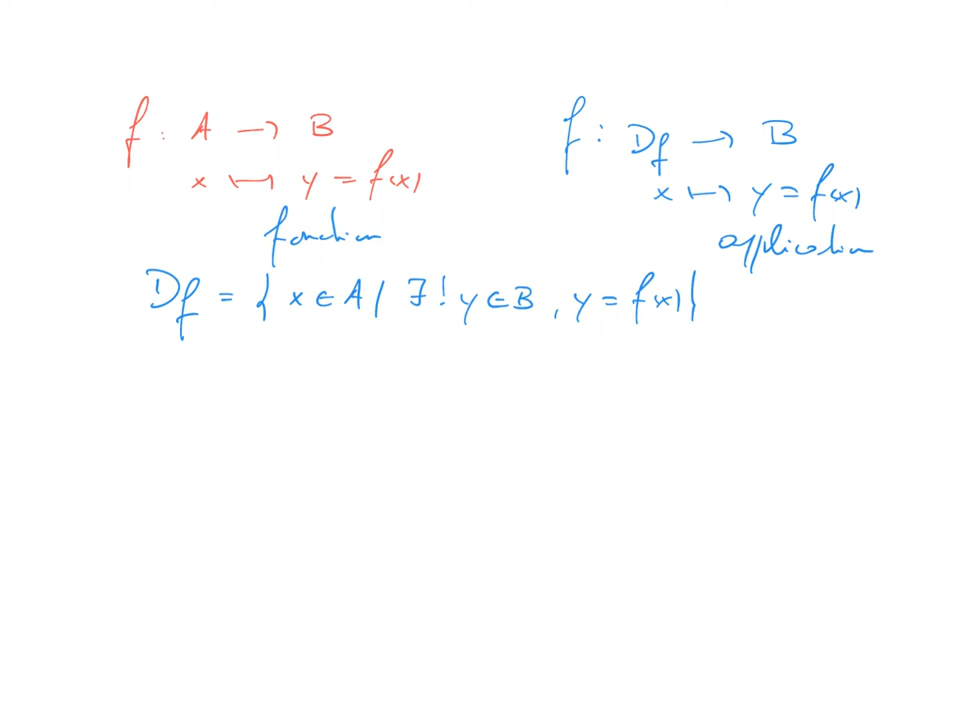 f : A → B
x ⟼ y = f(x)
fonction
f : Df → B
x ⟼ y = f(x)
application
Df = { x ∈ A / ∃! y ∈ B , y = f(x) }